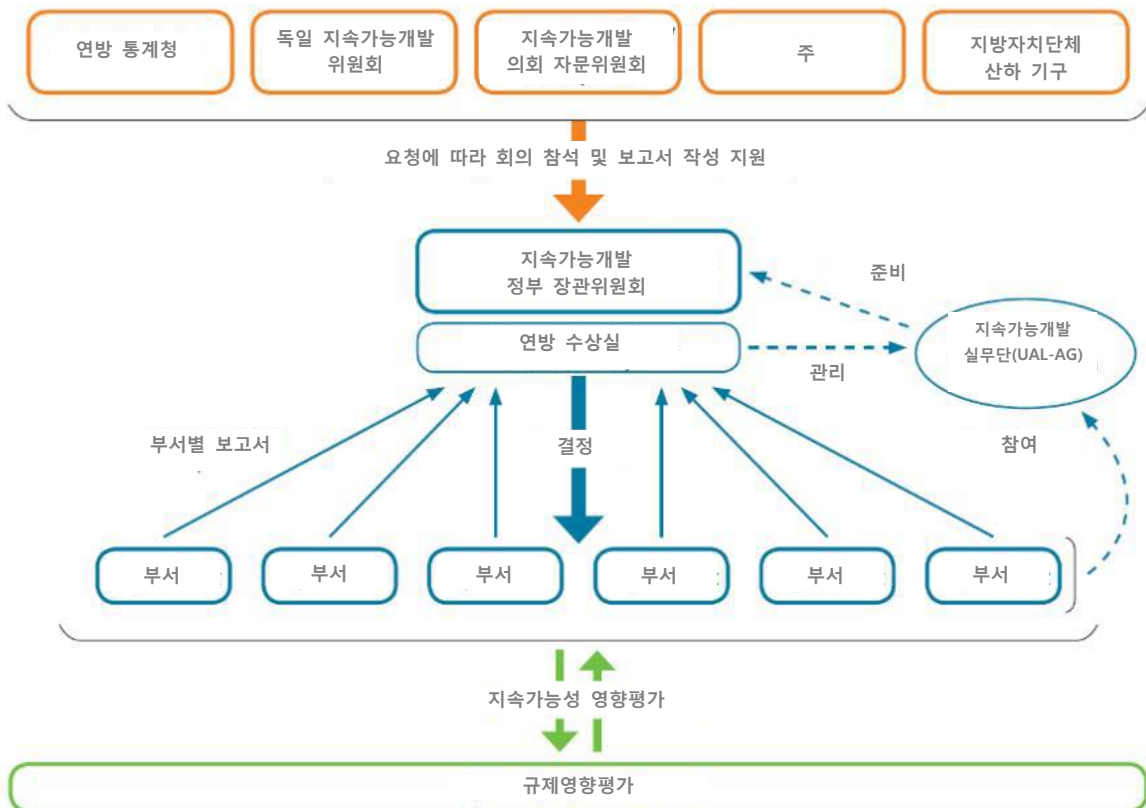 연방 통계청
독일 지속가능개발
위원회
지속가능개발
의회 자문위원회
주
지방자치단체
산하 기구
요청에 따라 회의 참석 및 보고서 작성 지원
지속가능개발
정부 장관위원회
준비
연방 수상실
관리
지속가능개발
실무단(UAL-AG)
부서별 보고서
결정
참여
부서
부서
부서
부서
부서
부서
지속가능성 영향평가
규제영향평가